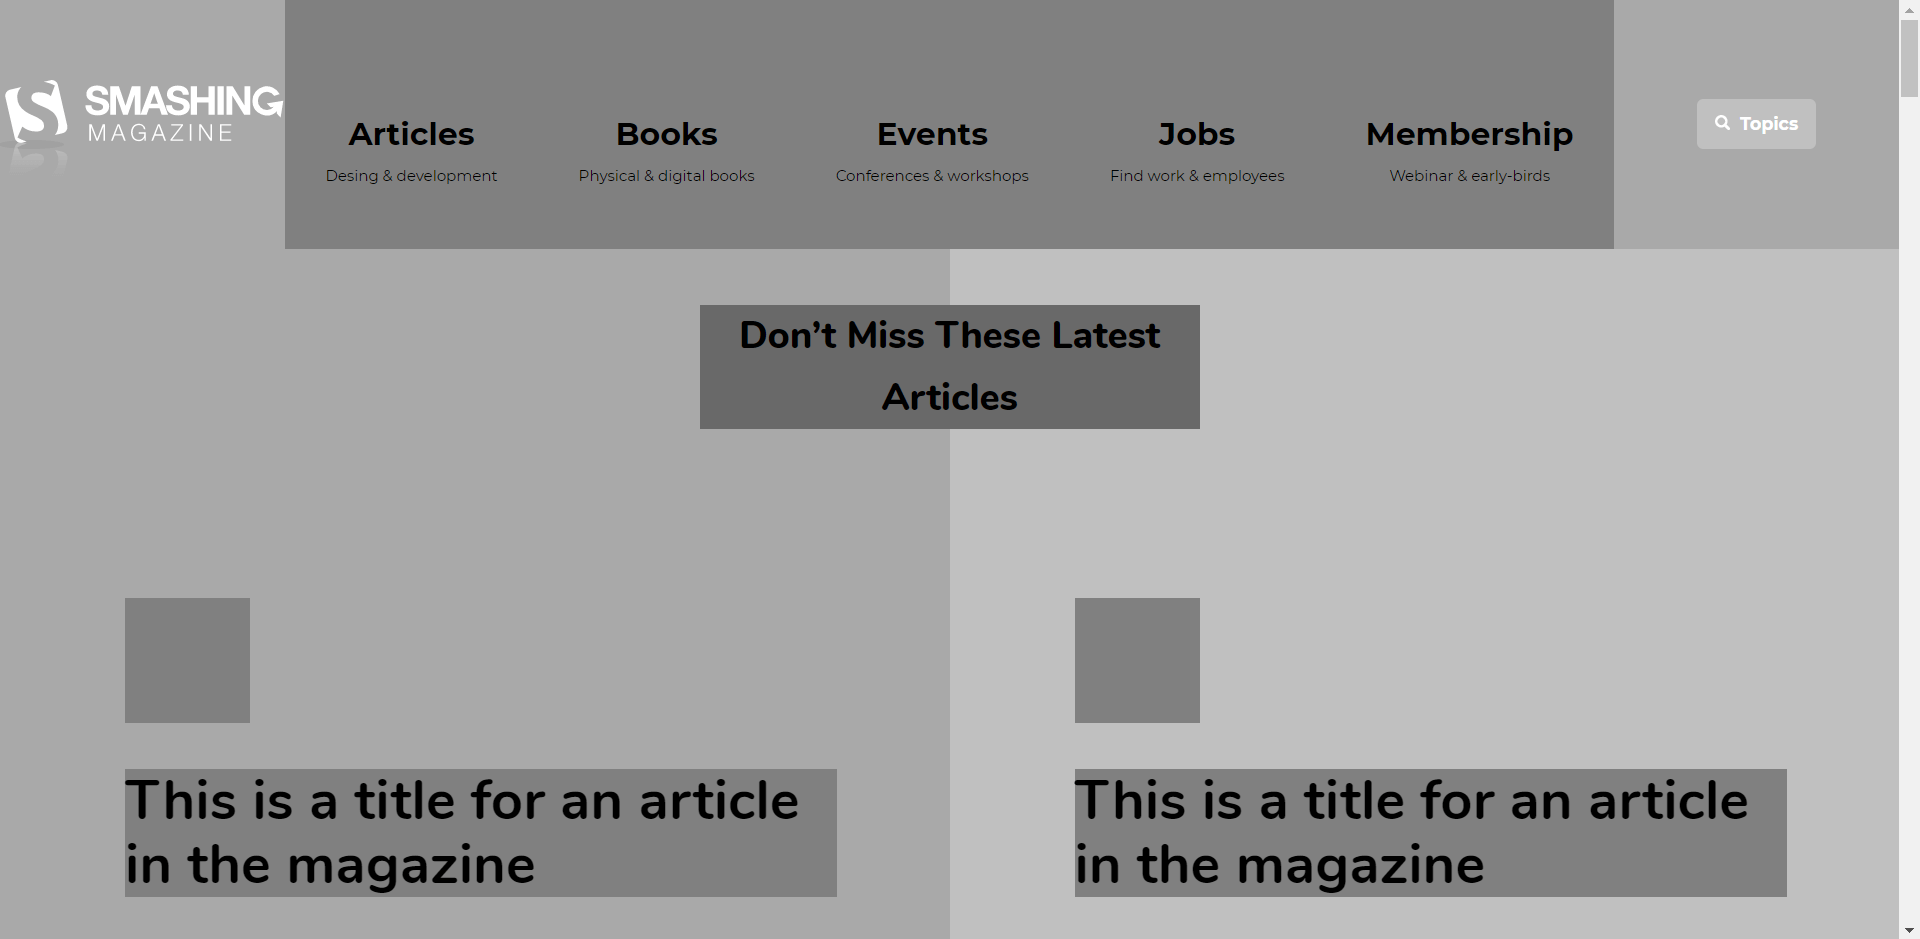 SMASHING
MAGAZINE
Articles
Desing & development
Books
Physical & digital books
Events
Conferences & workshops
Jobs
Find work & employees
Membership
Webinar & early-birds
Topics
Don’t Miss These Latest
Articles
This is a title for an article
in the magazine
This is a title for an article
in the magazine